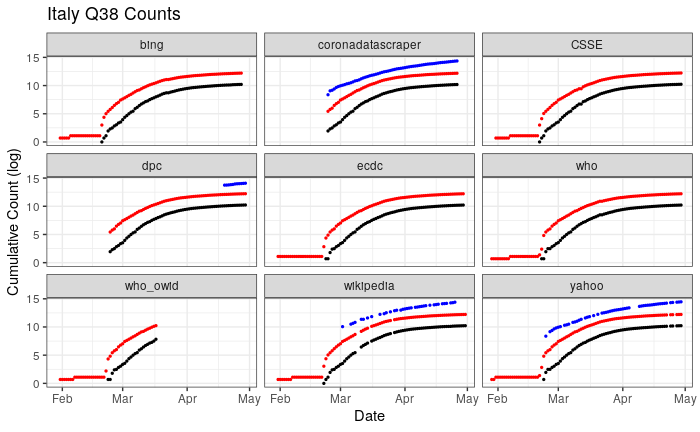 Italy Q38 Counts
bing
coronadatascraper
CSSE
15
10
5
0
dpc
ecdc
who
15
10
5
0
Cumulative Count (log)
who_owid
wikipedia
yahoo
15
10
5
0
Feb Mar Apr May
Feb Mar Apr May
Feb Mar Apr May
Date